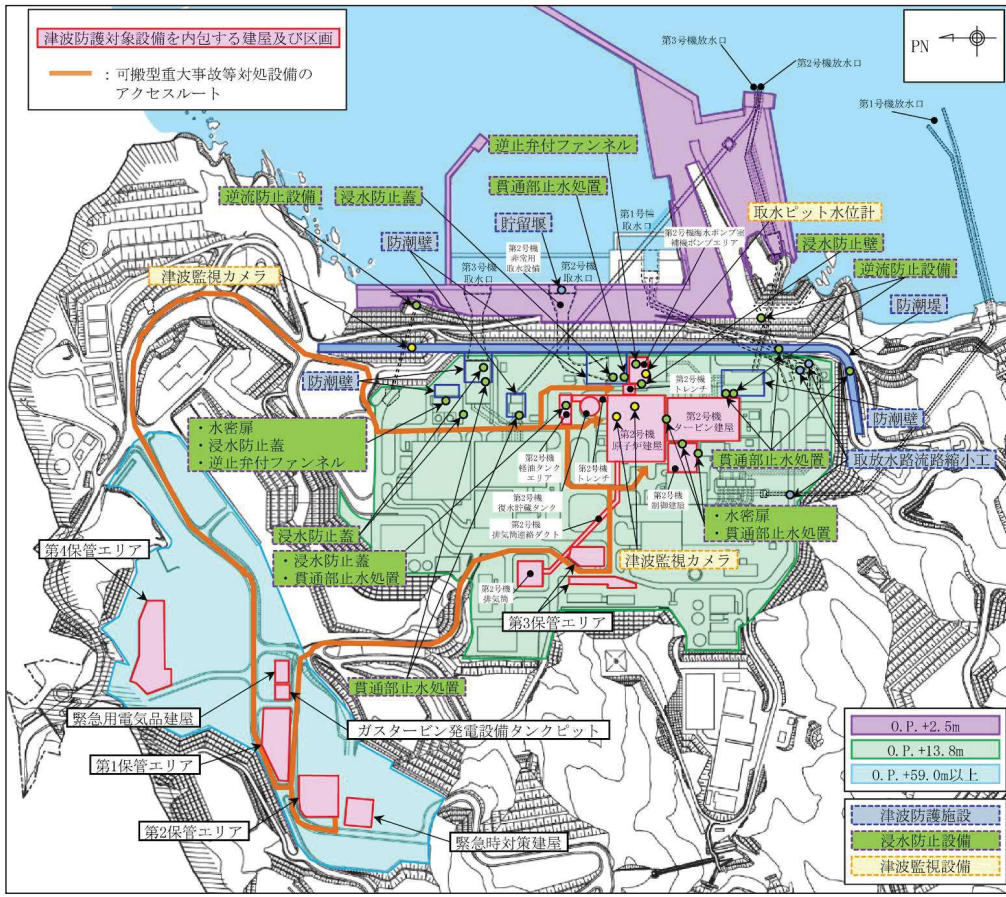 津波防護対象設備を内包する建屋及び区画
：可搬型重大事故等対処設備の
アクセスルート
PN
第3号機放水口
第2号機放水口
第1号機放水口
逆止弁付ファンネル
貫通部止水処置
逆流防止設備
浸水防止蓋
防潮壁
貯留堰
第1号機
取水口
第2号機海水ポンプ室
補機ポンプエリア
取水ピット水位計
浸水防止壁
逆流防止設備
防潮堤
津波監視カメラ
第3号機
取水口
第2号機
非常用
取水設備
第2号機
取水口
防潮壁
第2号機
トレンチ
防潮壁
・水密扉
・浸水防止蓋
・逆止弁付ファンネル
第2号機
原子炉建屋
第2号機
タービン建屋
貫通部止水処置
取放水路流路縮小工
第2号機
軽油タンク
エリア
第2号機
トレンチ
第2号機
復水貯蔵タンク
第2号機
制御建屋
・水密扉
・貫通部止水処置
浸水防止蓋
・浸水防止蓋
・貫通部止水処置
第2号機
排気筒連絡ダクト
津波監視カメラ
第4保管エリア
第2号機
排気筒
第3保管エリア
貫通部止水処置
緊急用電気品建屋
ガスタービン発電設備タンクピット
第1保管エリア
第2保管エリア
緊急時対策建屋
O.P.+2.5m
O.P.+13.8m
O.P.+59.0m以上
津波防護施設
浸水防止設備
津波監視設備